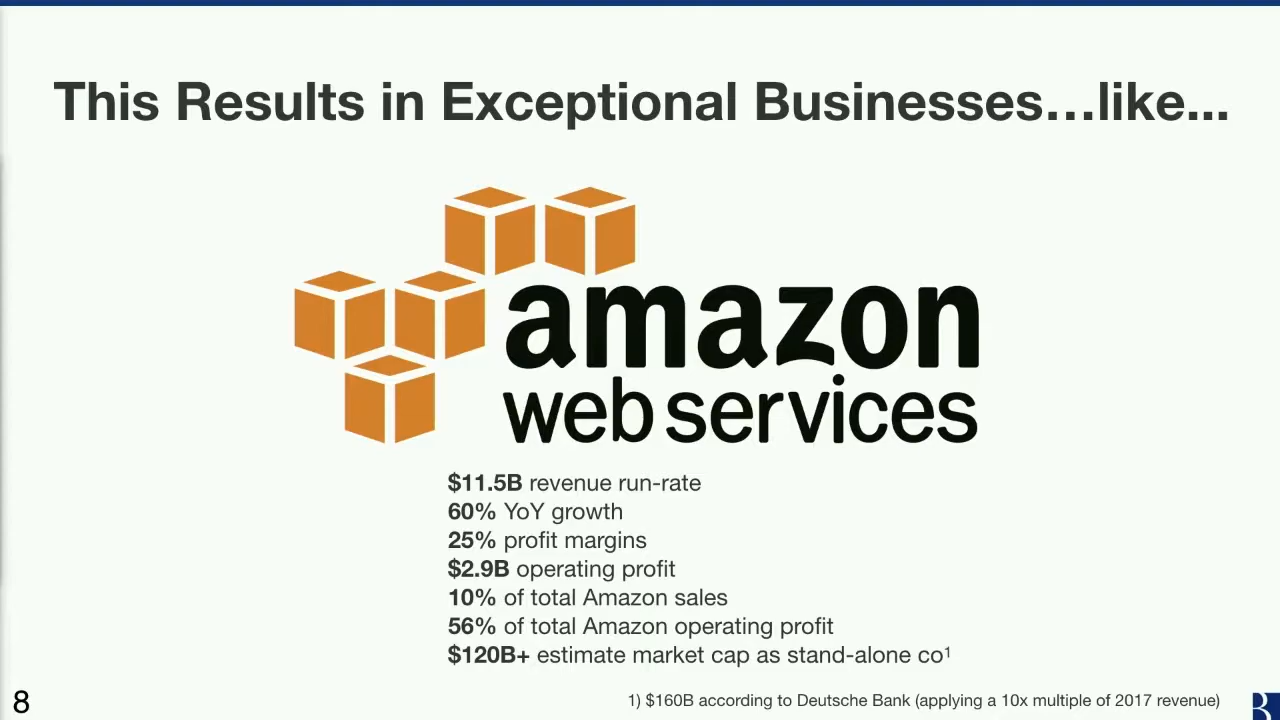 This Results in Exceptional Businesses…like...
amazon
web services
$11.5B revenue run-rate
60% YoY growth
25% profit margins
$2.9B operating profit
10% of total Amazon sales
56% of total Amazon operating profit
$120B+ estimate market cap as stand-alone co¹
1) $160B according to Deutsche Bank (applying a 10x multiple of 2017 revenue)
8